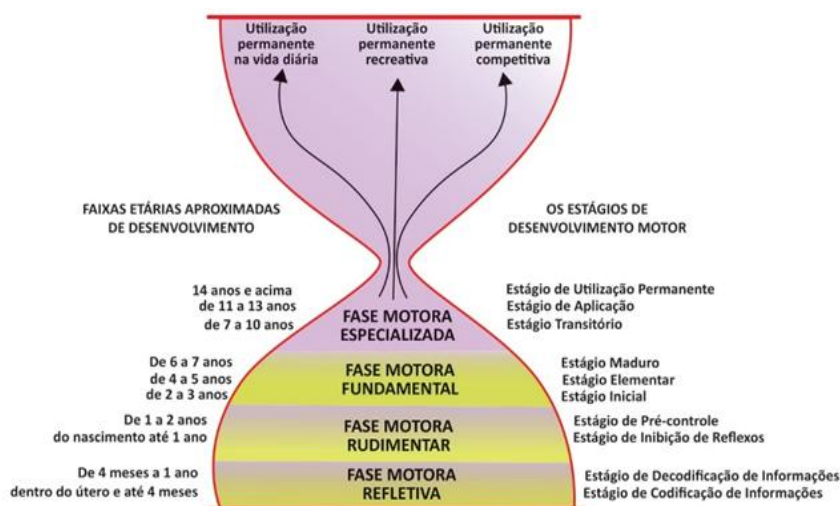 Utilização
permanente
na vida diária
Utilização
permanente
recreativa
Utilização
permanente
competitiva
FAIXAS ETÁRIAS APROXIMADAS
DE DESENVOLVIMENTO
OS ESTÁGIOS DE
DESENVOLVIMENTO MOTOR
14 anos e acima
de 11 a 13 anos
de 7 a 10 anos
FASE MOTORA
ESPECIALIZADA
Estágio de Utilização Permanente
Estágio de Aplicação
Estágio Transitório
De 6 a 7 anos
de 4 a 5 anos
de 2 a 3 anos
FASE MOTORA
FUNDAMENTAL
Estágio Maduro
Estágio Elementar
Estágio Inicial
De 1 a 2 anos
do nascimento até 1 ano
FASE MOTORA
RUDIMENTAR
Estágio de Pré-controle
Estágio de Inibição de Reflexos
De 4 meses a 1 ano
dentro do útero e até 4 meses
FASE MOTORA
REFLETIVA
Estágio de Decodificação de Informações
Estágio de Codificação de Informações